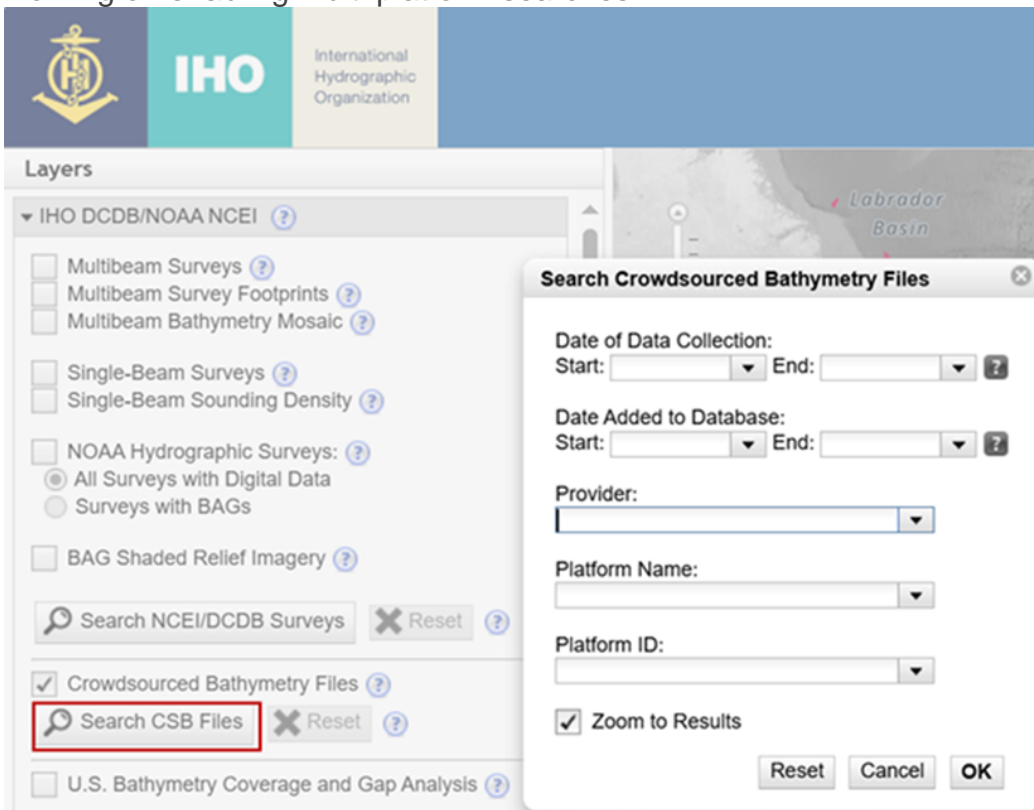 IHO
International
Hydrographic
Organization
Layers
IHO DCDB/NOAA NCEI ?
Multibeam Surveys ?
Multibeam Survey Footprints ?
Multibeam Bathymetry Mosaic ?
Single-Beam Surveys ?
Single-Beam Sounding Density ?
NOAA Hydrographic Surveys: ?
All Surveys with Digital Data
Surveys with BAGs
BAG Shaded Relief Imagery ?
Search NCEI/DCDB Surveys Reset ?
Crowdsourced Bathymetry Files ?
Search CSB Files Reset ?
U.S. Bathymetry Coverage and Gap Analysis ?
Labrador
Basin
Search Crowdsourced Bathymetry Files
Date of Data Collection:
Start: End: ?
Date Added to Database:
Start: End: ?
Provider:
Platform Name:
Platform ID:
Zoom to Results
Reset Cancel OK